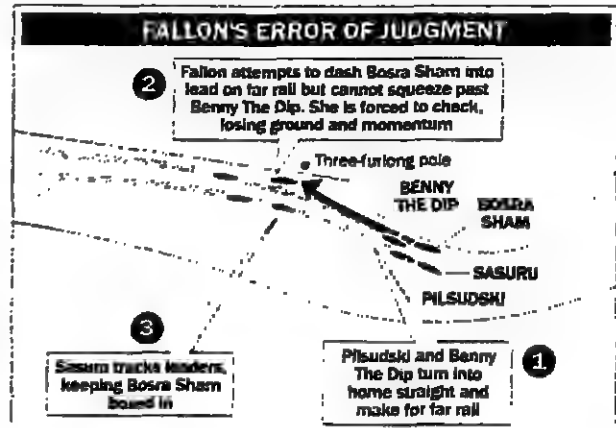 FALLON'S ERROR OF JUDGMENT
2
Fallon attempts to dash Bosra Sham into
lead on far rail but cannot squeeze past
Benny The Dip. She is forced to check,
losing ground and momentum
Three-furlong pole
BENNY
THE DIP
BOSRA
SHAM
SASURU
PILSUDSKI
3
Sasuru tracks leaders,
keeping Bosra Sham
boxed in
Pilsudski and Benny
The Dip turn into
home straight and
make for far rail
1